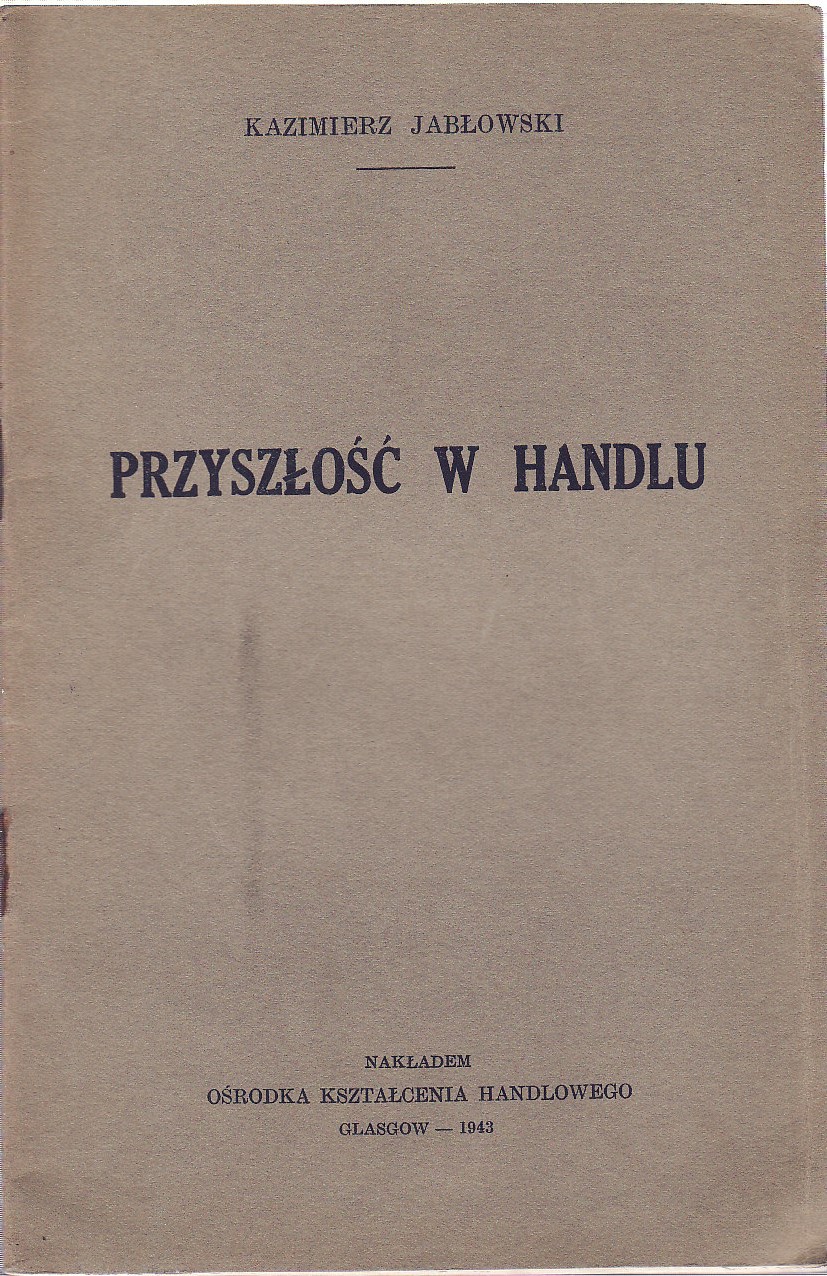 KAZIMIERZ JABŁOWSKI
PRZYSZŁOŚĆ W HANDLU
NAKŁADEM
OŚRODKA KSZTAŁCENIA HANDLOWEGO
GLASGOW — 1943